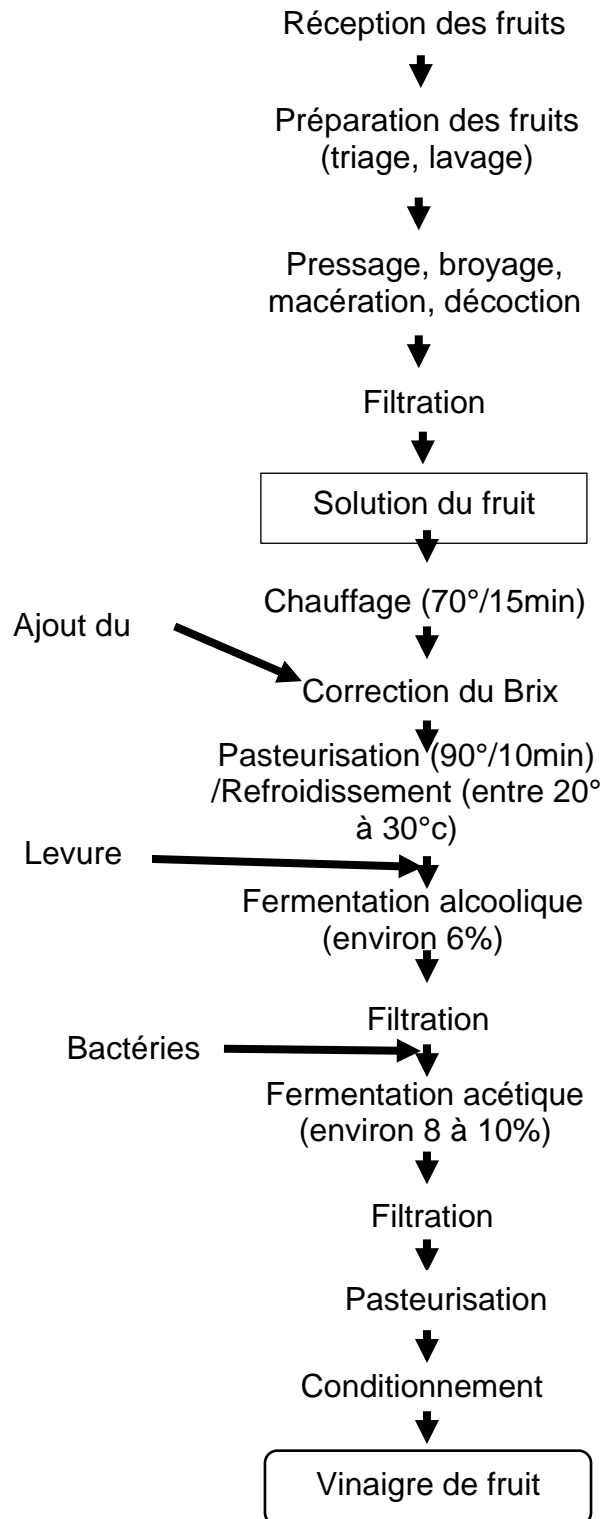 Réception des fruits
Préparation des fruits
(triage, lavage)
Pressage, broyage,
macération, décoction
Filtration
Solution du fruit
Chauffage (70°/15min)
Ajout du
Correction du Brix
Pasteurisation (90°/10min)
/Refroidissement (entre 20°
à 30°c)
Levure
Fermentation alcoolique
(environ 6%)
Filtration
Bactéries
Fermentation acétique
(environ 8 à 10%)
Filtration
Pasteurisation
Conditionnement
Vinaigre de fruit